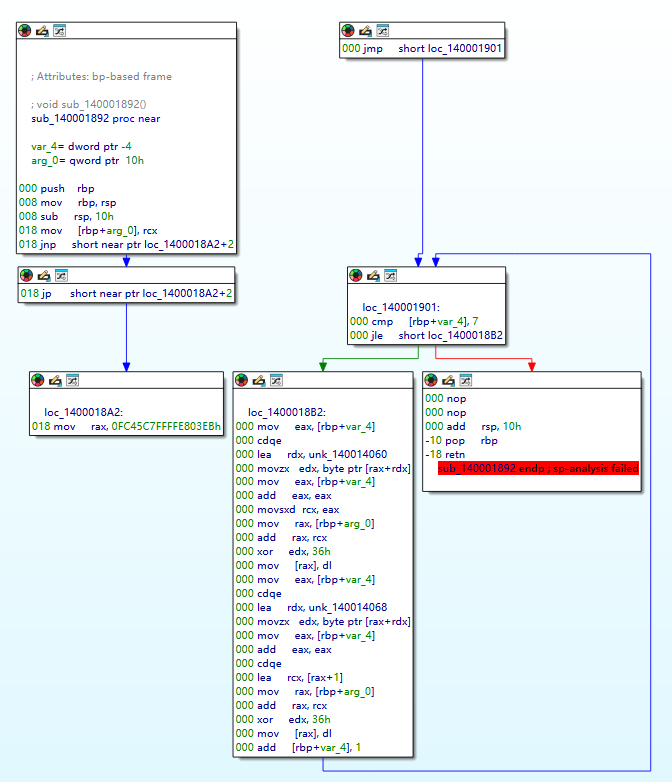 ; Attributes: bp-based frame
; void sub_140001892()
sub_140001892 proc near
var_4= dword ptr -4
arg_0= qword ptr  10h
000 push    rbp
008 mov     rbp, rsp
008 sub     rsp, 10h
018 mov     [rbp+arg_0], rcx
018 jnp     short near ptr loc_1400018A2+2
018 jp      short near ptr loc_1400018A2+2
loc_1400018A2:
018 mov     rax, 0FC45C7FFFFE803EBh
000 jmp     short loc_140001901
loc_140001901:
000 cmp     [rbp+var_4], 7
000 jle     short loc_1400018B2
loc_1400018B2:
000 mov     eax, [rbp+var_4]
000 cdqe
000 lea     rdx, unk_140014060
000 movzx   edx, byte ptr [rax+rdx]
000 mov     eax, [rbp+var_4]
000 add     eax, eax
000 movsxd  rcx, eax
000 mov     rax, [rbp+arg_0]
000 add     rax, rcx
000 xor     edx, 36h
000 mov     [rax], dl
000 mov     eax, [rbp+var_4]
000 cdqe
000 lea     rdx, unk_140014068
000 movzx   edx, byte ptr [rax+rdx]
000 mov     eax, [rbp+var_4]
000 add     eax, eax
000 cdqe
000 lea     rcx, [rax+1]
000 mov     rax, [rbp+arg_0]
000 add     rax, rcx
000 xor     edx, 36h
000 mov     [rax], dl
000 add     [rbp+var_4], 1
000 nop
000 nop
000 add     rsp, 10h
-10 pop     rbp
-18 retn
sub_140001892 endp ; sp-analysis failed